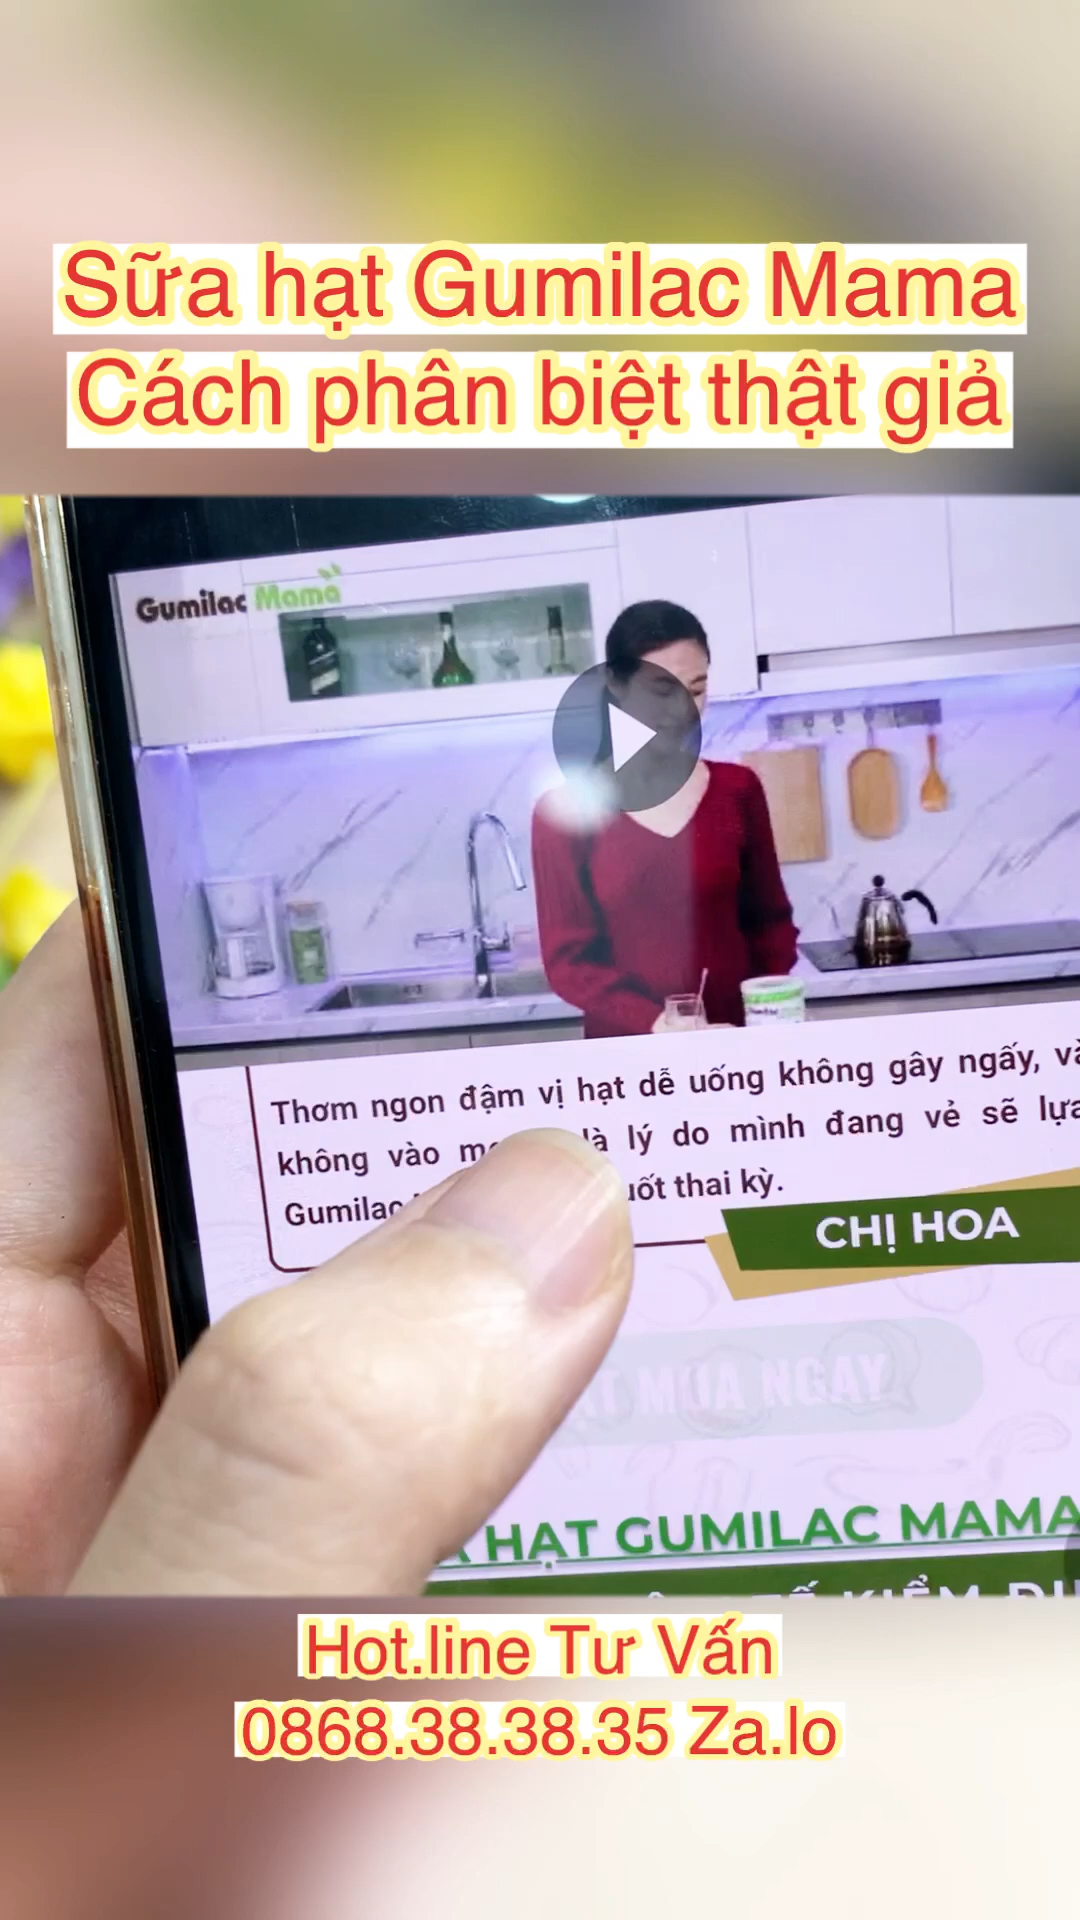 Sữa hạt Gumilac Mama
Cách phân biệt thật giả
Gumilac Mama
Thơm ngon đậm vị hạt dễ uống không gây ngấy, và
không vào là lý do mình đang vẻ sẽ lựa
Gumilac thai kỳ.
CHỊ HOA
MUA NGAY
HẠT GUMILAC MAMA
Hot.line Tư Vấn
0868.38.38.35 Za.lo